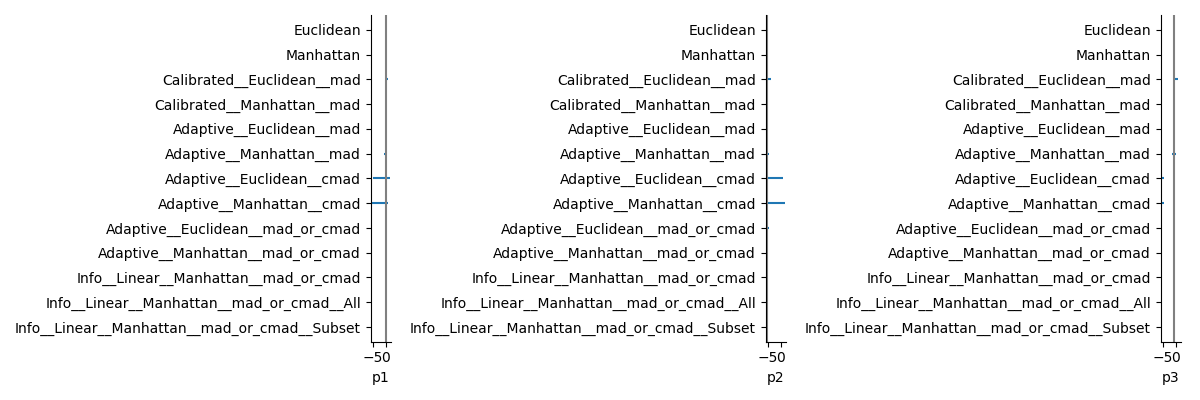 Euclidean
Manhattan
Calibrated__Euclidean__mad
Calibrated__Manhattan__mad
Adaptive__Euclidean__mad
Adaptive__Manhattan__mad
Adaptive__Euclidean__cmad
Adaptive__Manhattan__cmad
Adaptive__Euclidean__mad_or_cmad
Adaptive__Manhattan__mad_or_cmad
Info__Linear__Manhattan__mad_or_cmad
Info__Linear__Manhattan__mad_or_cmad__All
Info__Linear__Manhattan__mad_or_cmad__Subset
−50
p1
Euclidean
Manhattan
Calibrated__Euclidean__mad
Calibrated__Manhattan__mad
Adaptive__Euclidean__mad
Adaptive__Manhattan__mad
Adaptive__Euclidean__cmad
Adaptive__Manhattan__cmad
Adaptive__Euclidean__mad_or_cmad
Adaptive__Manhattan__mad_or_cmad
Info__Linear__Manhattan__mad_or_cmad
Info__Linear__Manhattan__mad_or_cmad__All
Info__Linear__Manhattan__mad_or_cmad__Subset
−50
p2
Euclidean
Manhattan
Calibrated__Euclidean__mad
Calibrated__Manhattan__mad
Adaptive__Euclidean__mad
Adaptive__Manhattan__mad
Adaptive__Euclidean__cmad
Adaptive__Manhattan__cmad
Adaptive__Euclidean__mad_or_cmad
Adaptive__Manhattan__mad_or_cmad
Info__Linear__Manhattan__mad_or_cmad
Info__Linear__Manhattan__mad_or_cmad__All
Info__Linear__Manhattan__mad_or_cmad__Subset
−50
p3